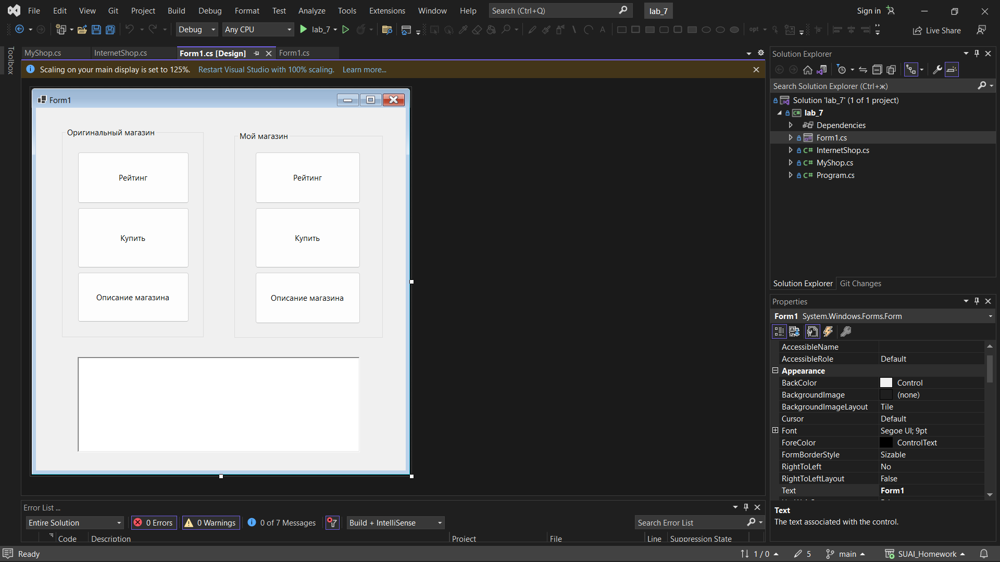 File Edit View Git Project Build Debug Format Test Analyze Tools Extensions Window Help Search (Ctrl+Q) lab_7 Sign in
Debug Any CPU lab_7 opt Live Share
Toolbox
MyShop.cs InternetShop.cs Form1.cs [Design] Form1.cs
Scaling on your main display is set to 125%. Restart Visual Studio with 100% scaling. Learn more...
Form1
Оригинальный магазин
Рейтинг
Купить
Описание магазина
Мой магазин
Рейтинг
Купить
Описание магазина
Error List ...
Entire Solution 0 Errors 0 Warnings 0 of 7 Messages Build + IntelliSense Search Error List
Code Description Project File Line Suppression State
Solution Explorer
Search Solution Explorer (Ctrl+ж)
Solution 'lab_7' (1 of 1 project)
lab_7
Dependencies
Form1.cs
InternetShop.cs
MyShop.cs
Program.cs
Solution Explorer Git Changes
Properties
Form1 System.Windows.Forms.Form
AccessibleName
AccessibleRole Default
Appearance
BackColor Control
BackgroundImage (none)
BackgroundImageLayout Tile
Cursor Default
Font Segoe UI; 9pt
ForeColor ControlText
FormBorderStyle Sizable
RightToLeft No
RightToLeftLayout False
Text Form1
Text
The text associated with the control.
Ready 1 / 0 5 main SUAI_Homework